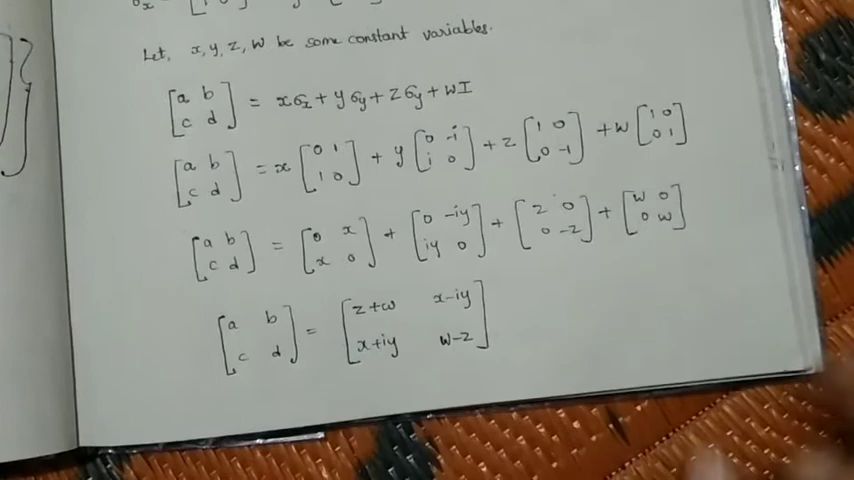 Let, x, y, z, w be some constant variables.
[a b; c d] = xσz + yσy + zσy + wI
[a b; c d] = x [0 1; 1 0] + y [0 -i; i 0] + z [1 0; 0 -1] + w [1 0; 0 1]
[a b; c d] = [0 x; x 0] + [0 -iy; iy 0] + [z 0; 0 -z] + [w 0; 0 w]
[a b; c d] = [z+w x-iy; x+iy w-z]